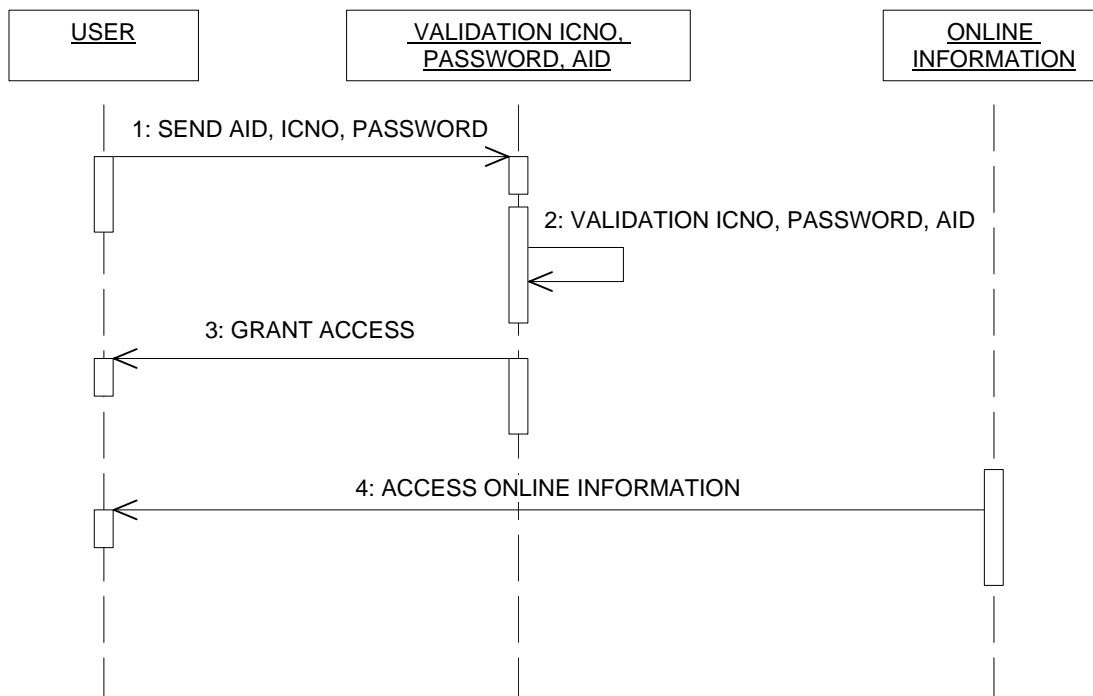 USER
VALIDATION ICNO,
PASSWORD, AID
ONLINE
INFORMATION
1: SEND AID, ICNO, PASSWORD
2: VALIDATION ICNO, PASSWORD, AID
3: GRANT ACCESS
4: ACCESS ONLINE INFORMATION